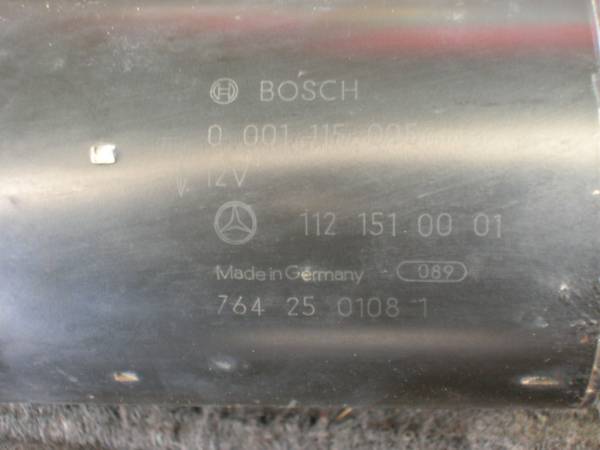 BOSCH
0 001 115 005
12V
112 151 00 01
Made in Germany 089
764 25 0108 1